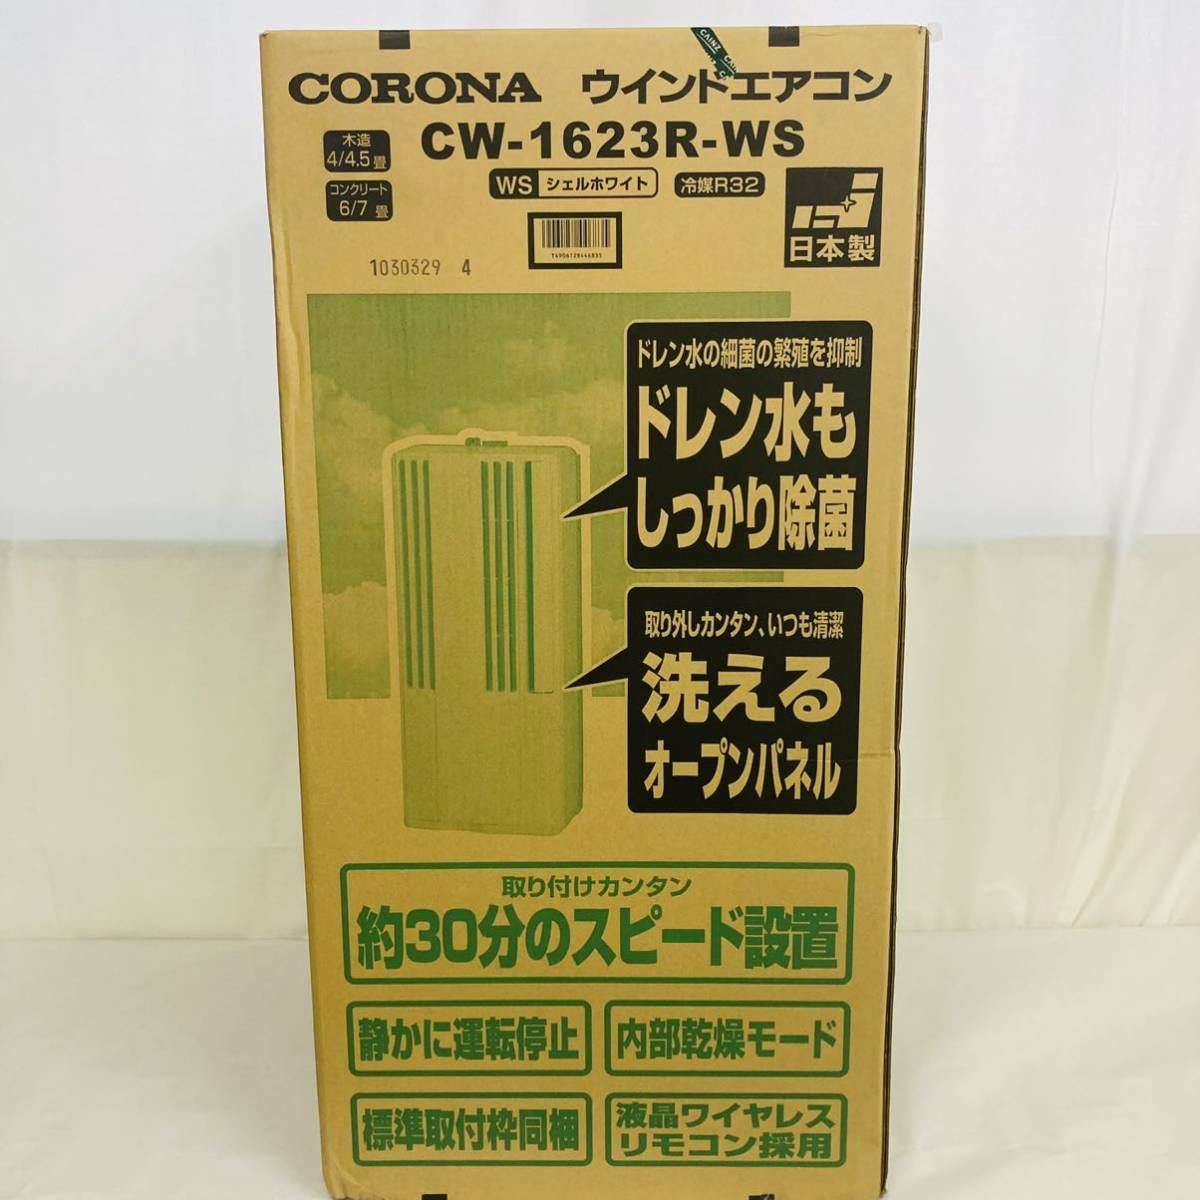 CAINZ
CORONA ウインドエアコン
木造
4/4.5畳
CW-1623R-WS
コンクリート
6/7畳
WS シェルホワイト 冷媒R32
日本製
T4906128446835
1030329 4
ドレン水の細菌の繁殖を抑制
ドレン水も
しっかり除菌
取り外しカンタン、いつも清潔
洗える
オープンパネル
取り付けカンタン
約30分のスピード設置
静かに運転停止
内部乾燥モード
標準取付枠同梱
液晶ワイヤレス
リモコン採用